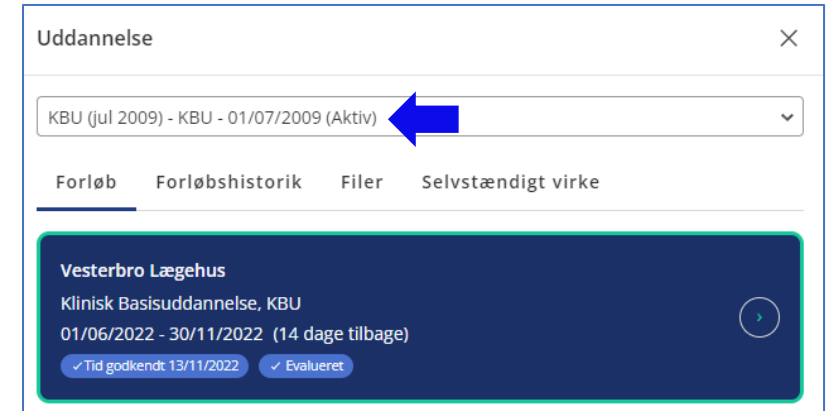 Uddannelse
KBU (jul 2009) - KBU - 01/07/2009 (Aktiv)
Forløb Forløbshistorik Filer Selvstændigt virke
Vesterbro Lægehus
Klinisk Basisuddannelse, KBU
01/06/2022 - 30/11/2022 (14 dage tilbage)
✓Tid godkendt 13/11/2022 ✓ Evalueret